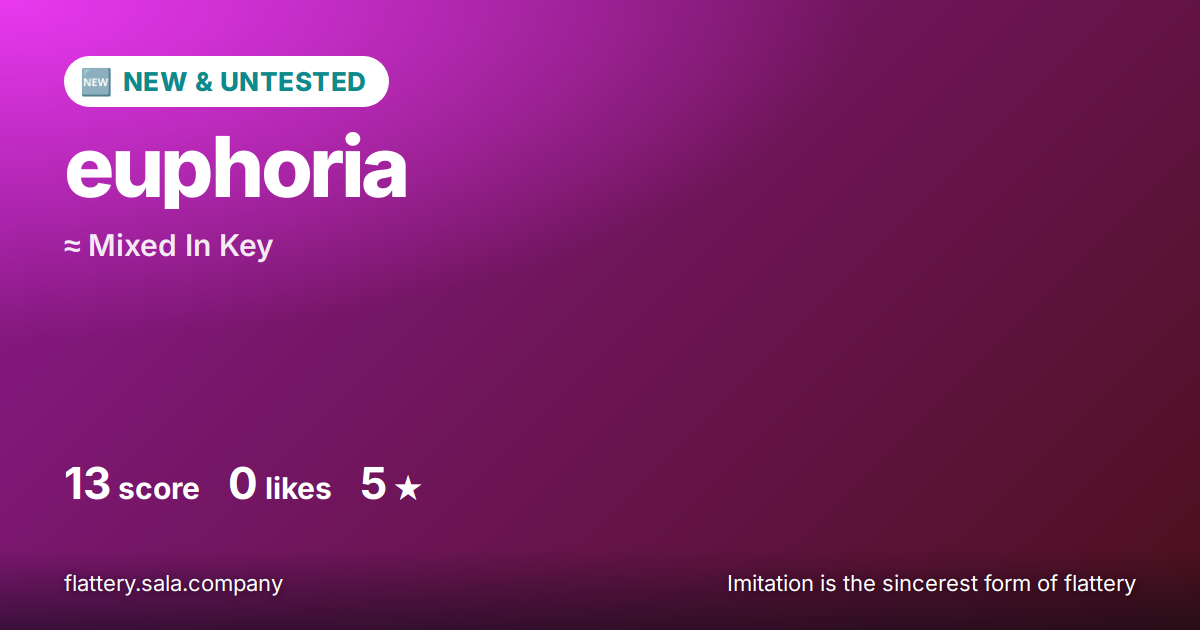 🆕 NEW & UNTESTED
euphoria
≈ Mixed In Key
13 score 0 likes 5 ★
flattery.sala.company
Imitation is the sincerest form of flattery